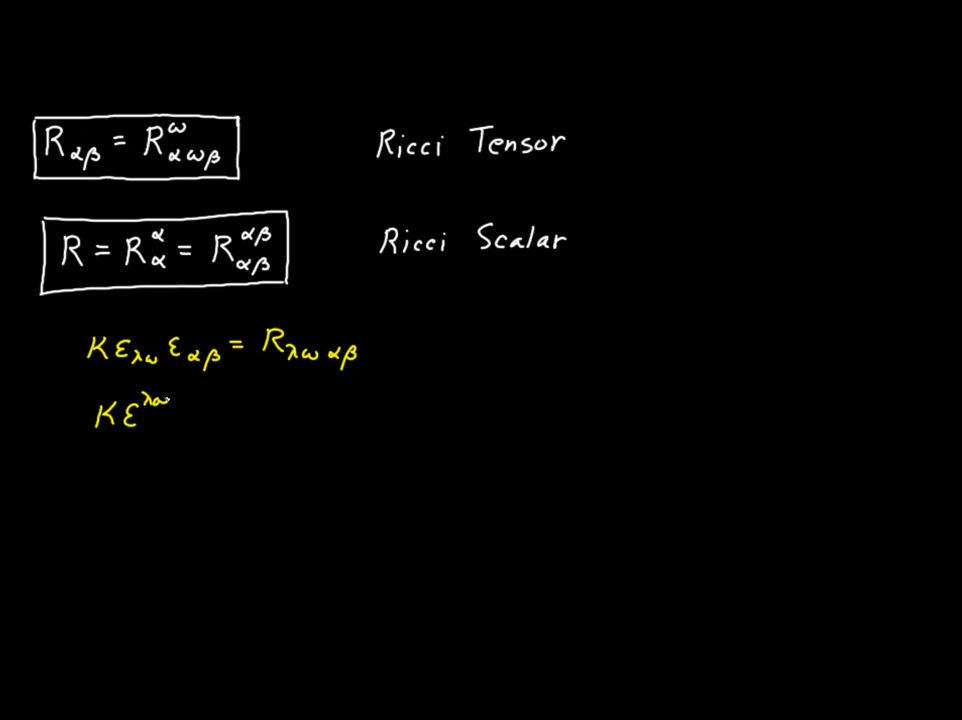 R_{αβ} = R^{ω}_{αωβ} Ricci Tensor
R = R^{α}_{α} = R^{αβ}_{αβ} Ricci Scalar
K ε_{λω} ε_{αβ} = R_{λωαβ}
K ε^{λω}